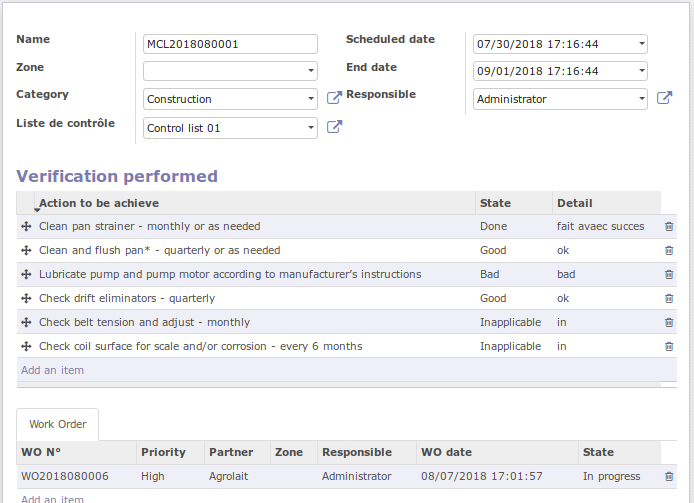 Name MCL2018080001 Scheduled date 07/30/2018 17:16:44
Zone End date 09/01/2018 17:16:44
Category Construction Responsible Administrator
Liste de contrôle Control list 01
Verification performed
Action to be achieve State Detail
Clean pan strainer - monthly or as needed Done fait avaec succes
Clean and flush pan* - quarterly or as needed Good ok
Lubricate pump and pump motor according to manufacturer's instructions Bad bad
Check drift eliminators - quarterly Good ok
Check belt tension and adjust - monthly Inapplicable in
Check coil surface for scale and/or corrosion - every 6 months Inapplicable in
Add an item
Work Order
WO N° Priority Partner Zone Responsible WO date State
WO2018080006 High Agrolait Administrator 08/07/2018 17:01:57 In progress
Add an item